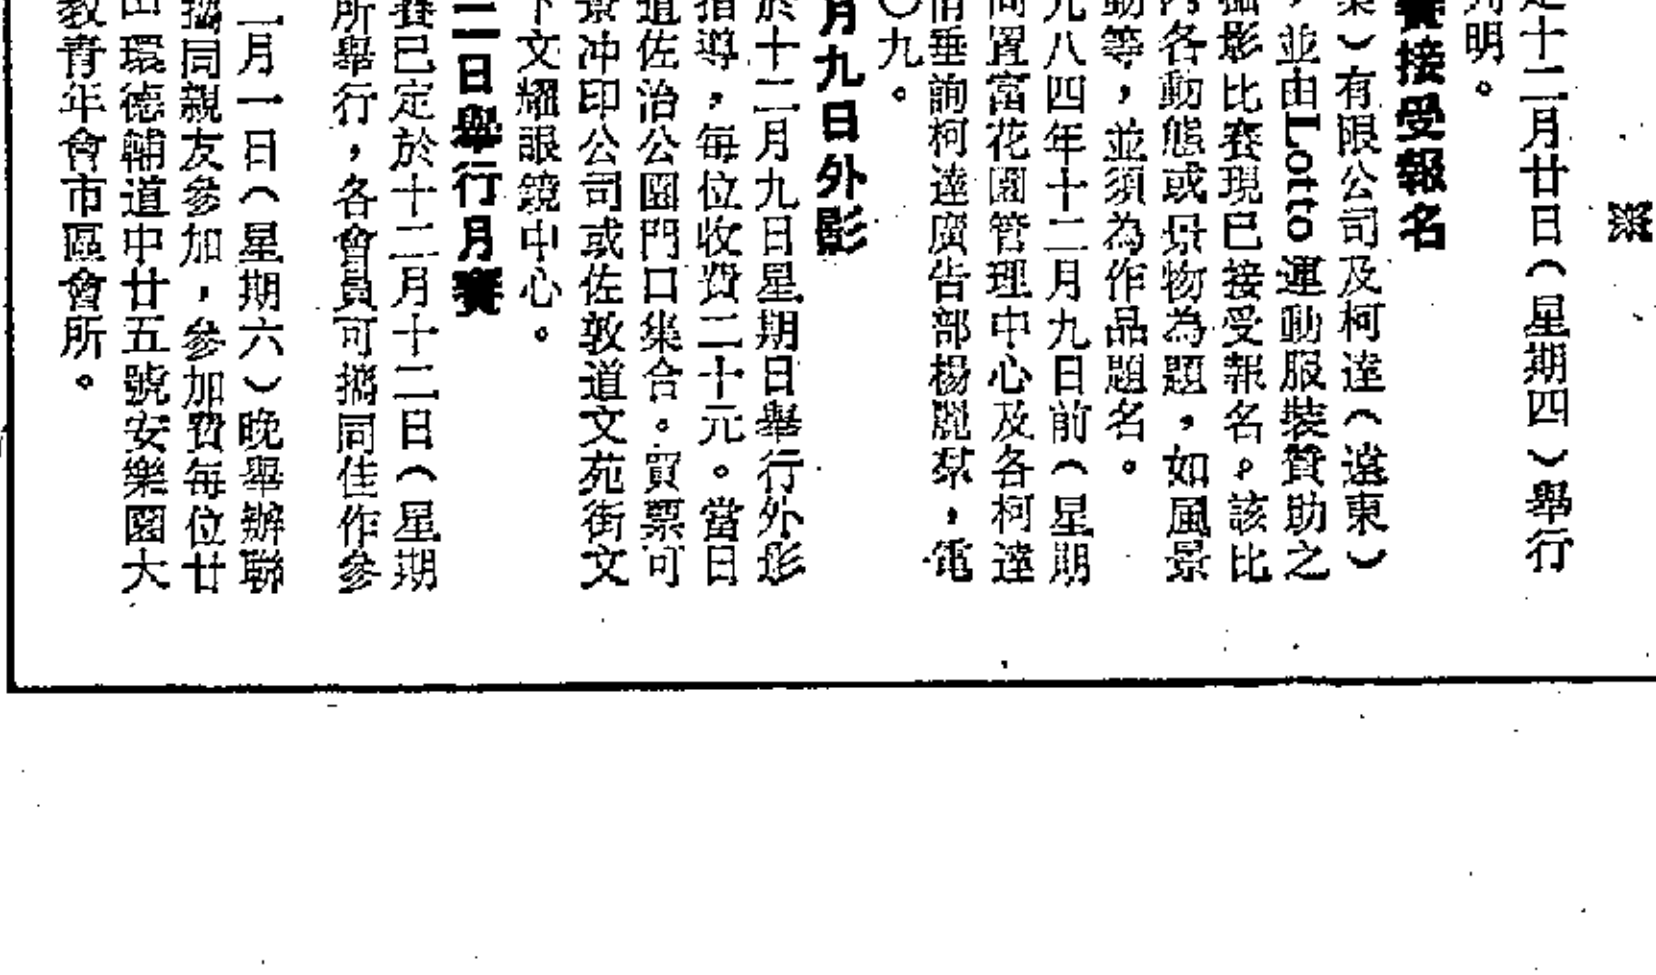 ※
十二月廿日（星期四）舉行
明。
接受報名
業）有限公司及柯達（遠東）
，並由Lotto運動服裝贊助之
攝影比賽現已接受報名。該比
內各動態或景物為題，如風景
動等，並須為作品題名。
九八四年十二月九日前（星期
向置富花園管理中心及各柯達
情垂詢柯達廣告部楊麗羣，電
〇九。
月九日外影
於十二月九日星期日舉行外影
指導，每位收費二十元。當日
道佐治公園門口集合。買票可
景冲印公司或佐敦道文苑街文
下文耀眼鏡中心。
二日舉行月賽
賽已定於十二月十二日（星期
所舉行，各會員可攜同佳作參
二月一日（星期六）晚舉辦聯
攜同親友參加，參加費每位廿
環德輔道中廿五號安樂園大
教青年會市區會所。